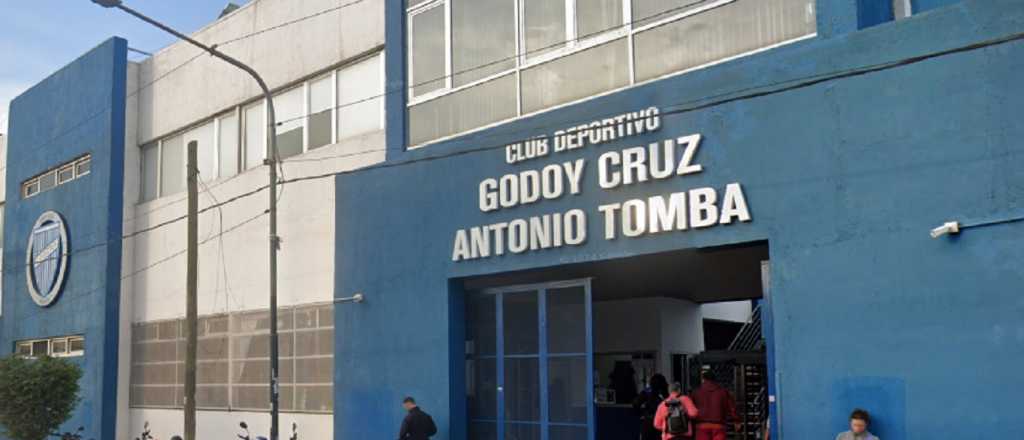 CLUB DEPORTIVO
GODOY CRUZ
ANTONIO TOMBA